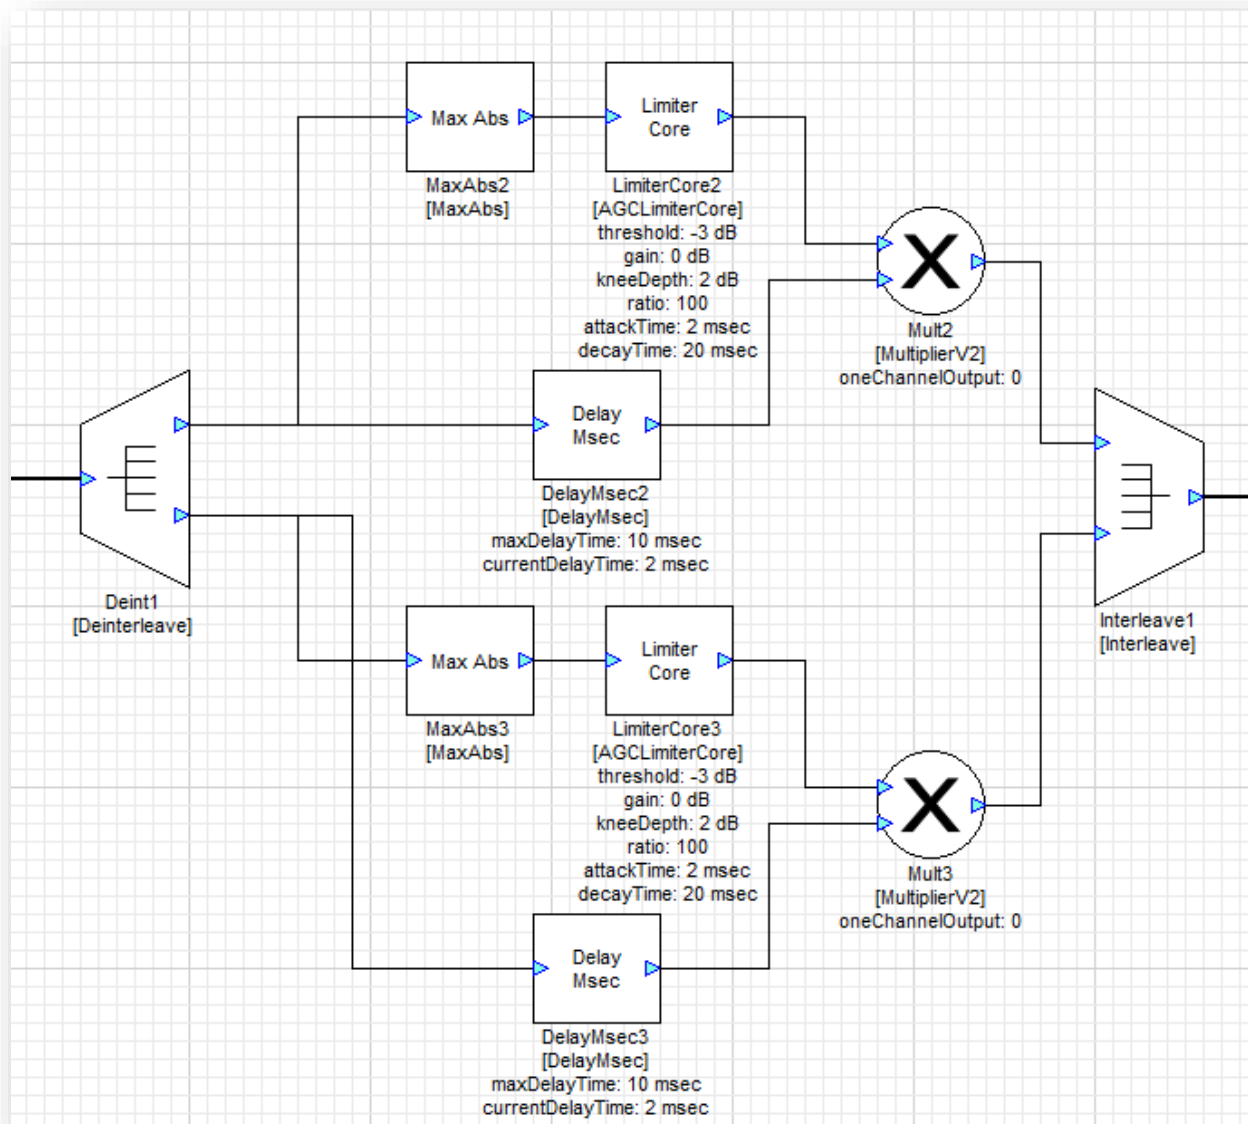 Max Abs
MaxAbs2
[MaxAbs]
Limiter
Core
LimiterCore2
[AGCLimiterCore]
threshold: -3 dB
gain: 0 dB
kneeDepth: 2 dB
ratio: 100
attackTime: 2 msec
decayTime: 20 msec
X
Mult2
[MultiplierV2]
oneChannelOutput: 0
Delay
Msec
DelayMsec2
[DelayMsec]
maxDelayTime: 10 msec
currentDelayTime: 2 msec
Deint1
[Deinterleave]
Interleave1
[Interleave]
Max Abs
MaxAbs3
[MaxAbs]
Limiter
Core
LimiterCore3
[AGCLimiterCore]
threshold: -3 dB
gain: 0 dB
kneeDepth: 2 dB
ratio: 100
attackTime: 2 msec
decayTime: 20 msec
X
Mult3
[MultiplierV2]
oneChannelOutput: 0
Delay
Msec
DelayMsec3
[DelayMsec]
maxDelayTime: 10 msec
currentDelayTime: 2 msec